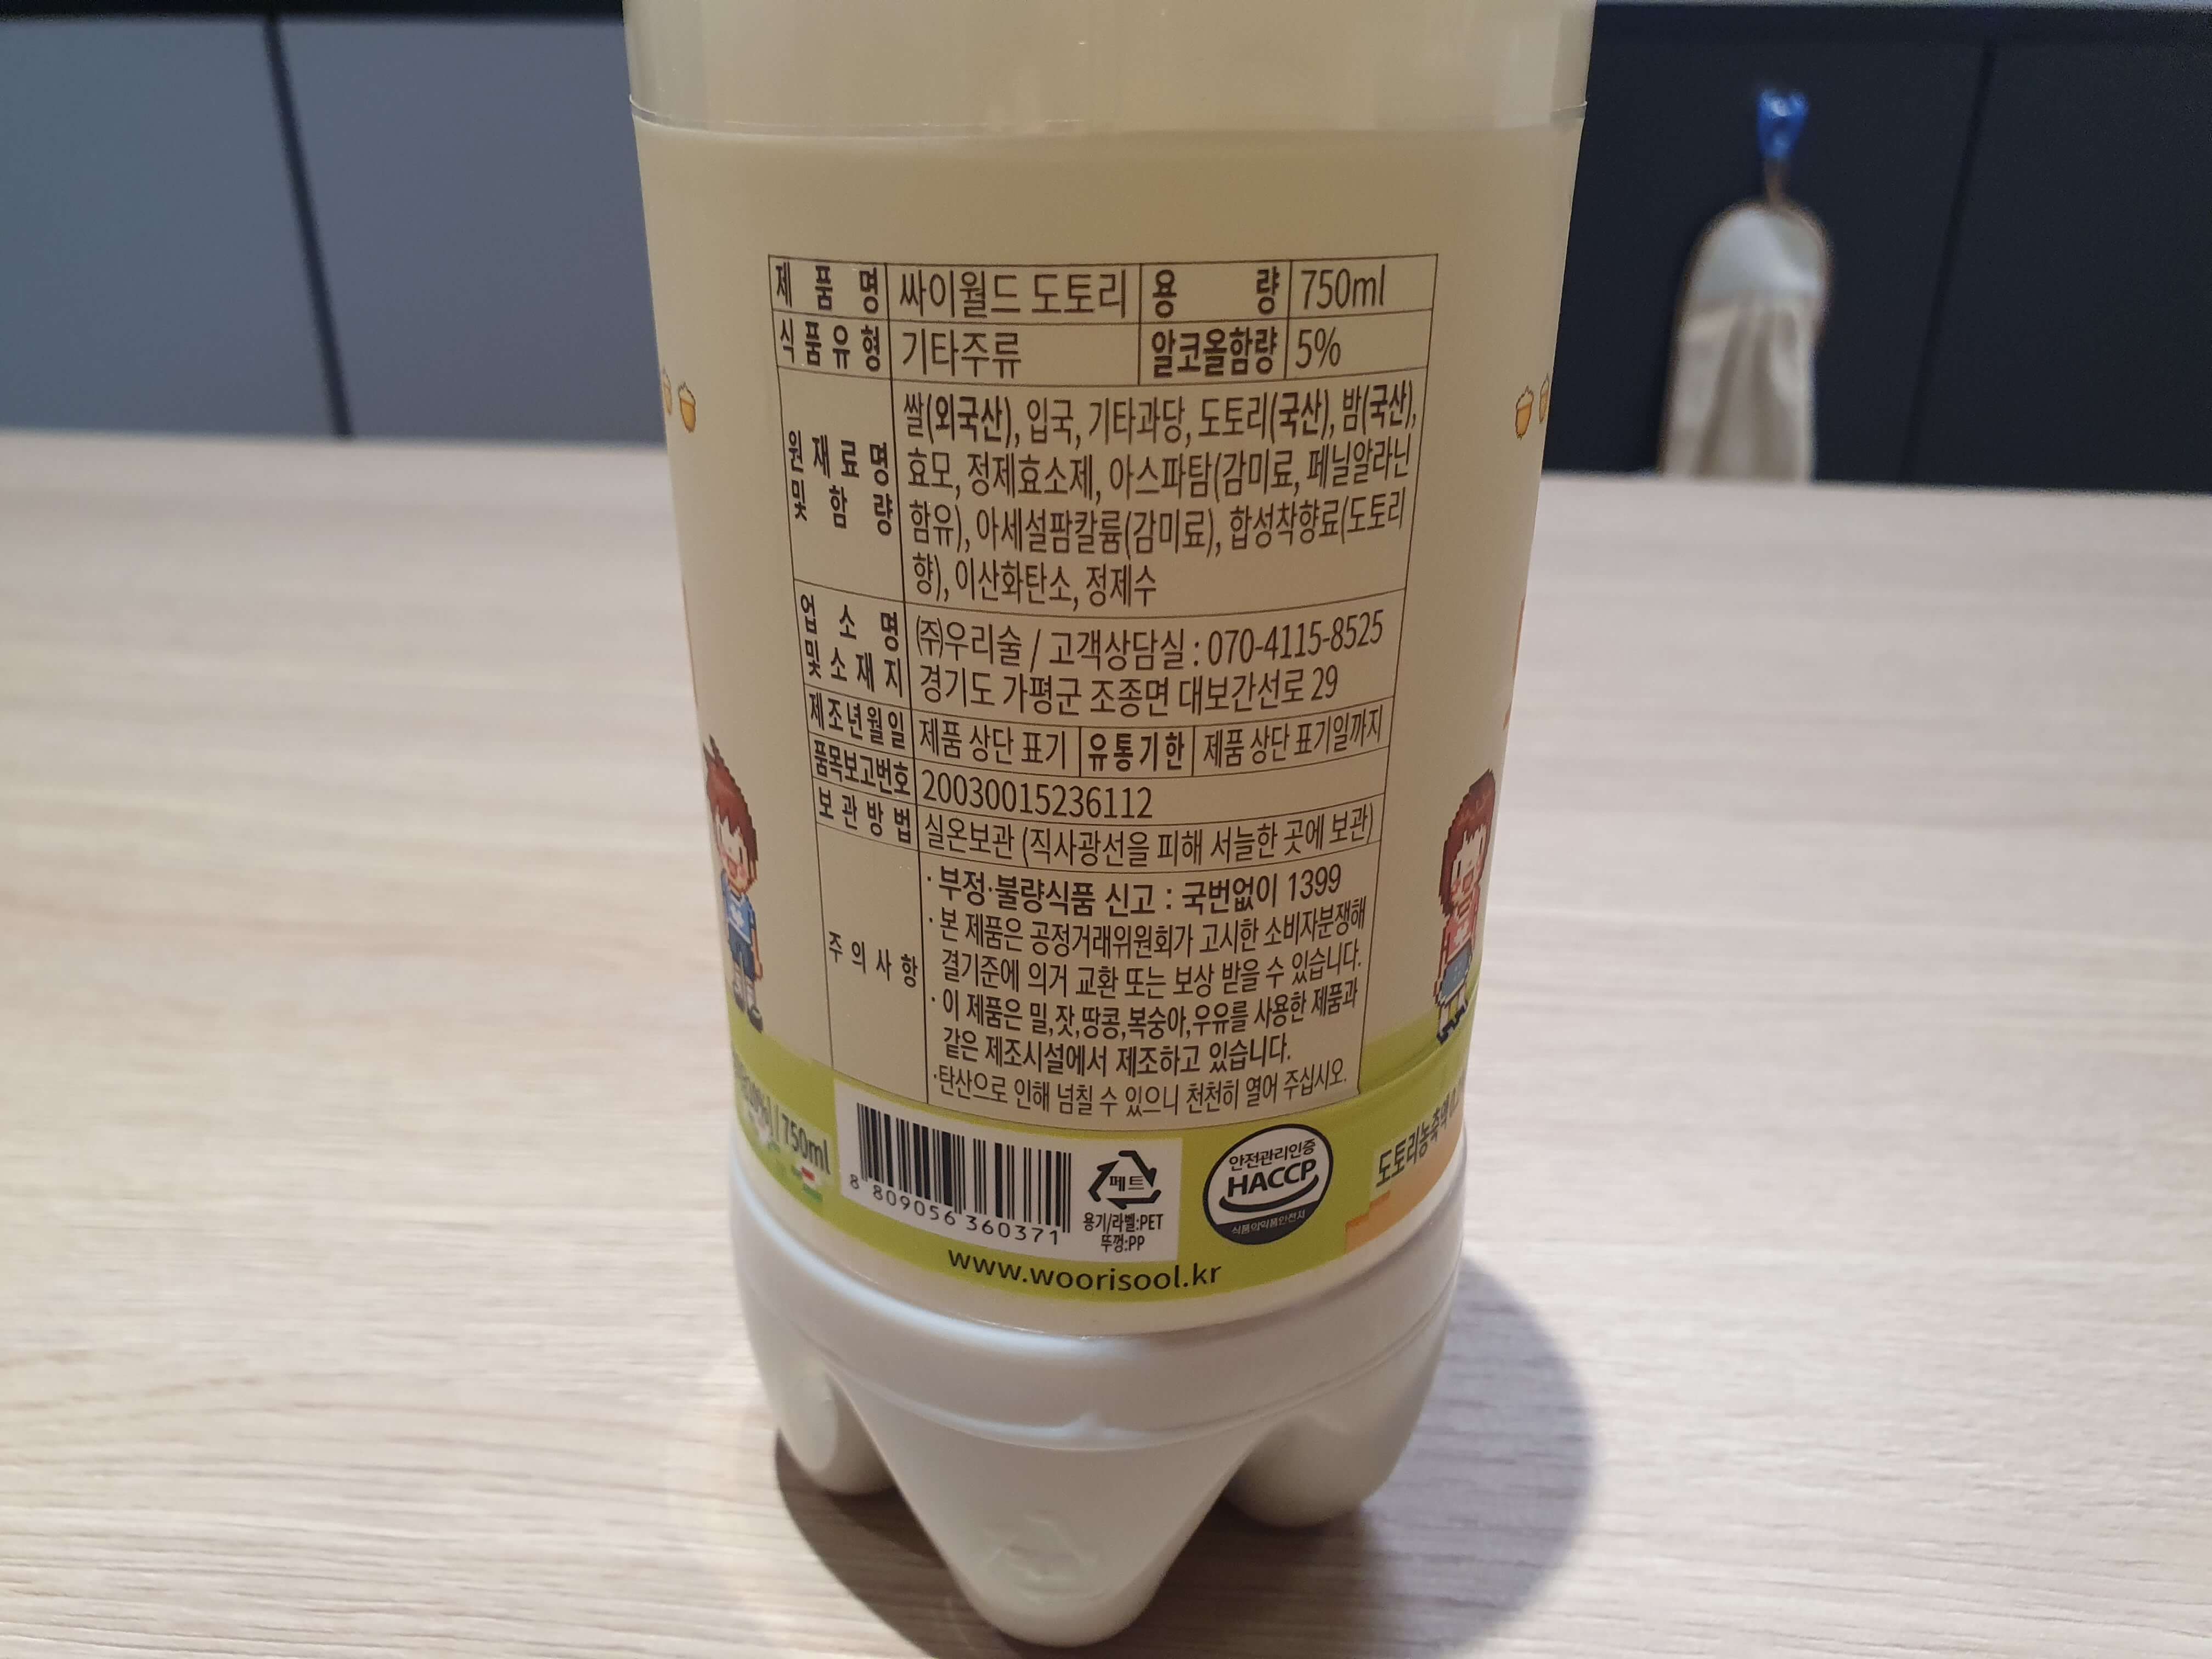 제품명 싸이월드 도토리 용량 750ml
식품유형 기타주류 알코올함량 5%
원재료명
및 함량
쌀(외국산), 입국, 기타과당, 도토리(국산), 밤(국산),
효모, 정제효소제, 아스파탐(감미료, 페닐알라닌
함유), 아세설팜칼륨(감미료), 합성착향료(도토리
향), 이산화탄소, 정제수
업소명
및소재지
㈜우리술 / 고객상담실 : 070-4115-8525
경기도 가평군 조종면 대보간선로 29
제조년월일 제품 상단 표기 유통기한 제품 상단 표기일까지
품목보고번호 20030015236112
보관방법 실온보관 (직사광선을 피해 서늘한 곳에 보관)
주의사항
· 부정·불량식품 신고 : 국번없이 1399
· 본 제품은 공정거래위원회가 고시한 소비자분쟁해
결기준에 의거 교환 또는 보상 받을 수 있습니다.
· 이 제품은 밀,잣,땅콩,복숭아,우유를 사용한 제품과
같은 제조시설에서 제조하고 있습니다.
·탄산으로 인해 넘칠 수 있으니 천천히 열어 주십시오.
750ml
8 809056 360371
페트
용기/라벨:PET
뚜껑:PP
안전관리인증
HACCP
식품의약품안전처
도토리농축액
www.woorisool.kr